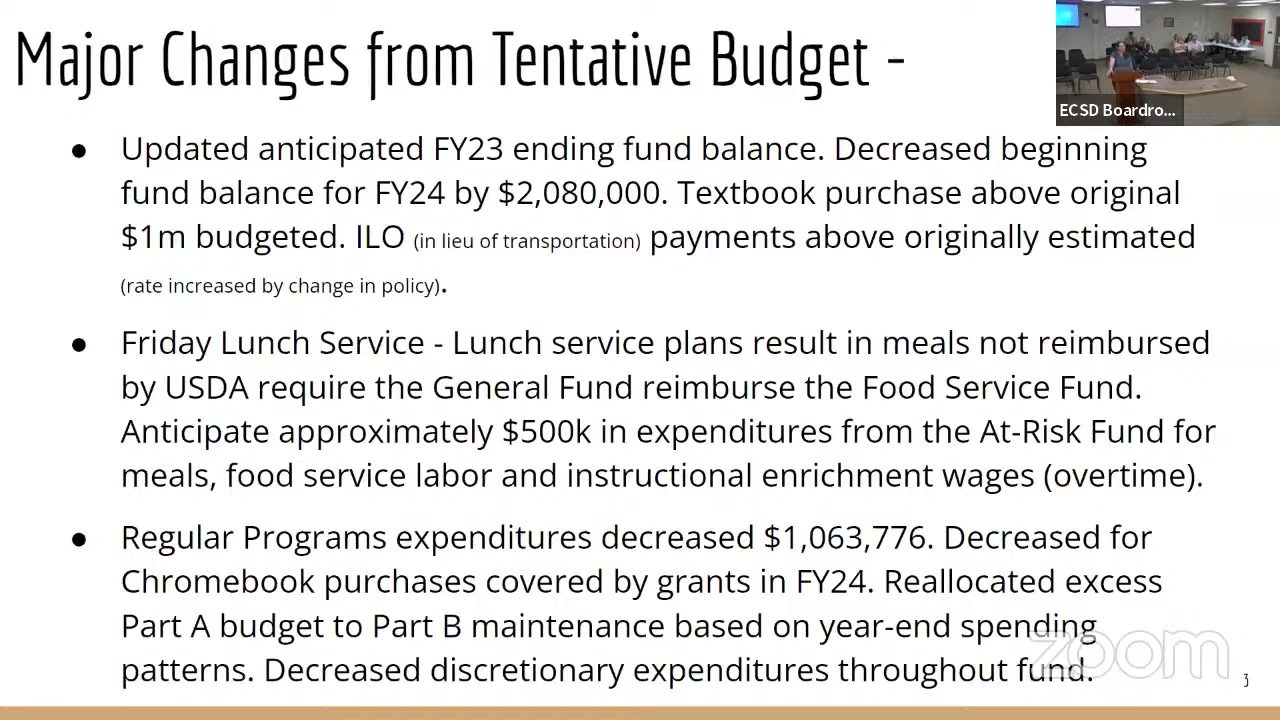 Major Changes from Tentative Budget -
ECSD Boardro...
● Updated anticipated FY23 ending fund balance. Decreased beginning
fund balance for FY24 by $2,080,000. Textbook purchase above original
$1m budgeted. ILO (in lieu of transportation) payments above originally estimated
(rate increased by change in policy).
● Friday Lunch Service - Lunch service plans result in meals not reimbursed
by USDA require the General Fund reimburse the Food Service Fund.
Anticipate approximately $500k in expenditures from the At-Risk Fund for
meals, food service labor and instructional enrichment wages (overtime).
● Regular Programs expenditures decreased $1,063,776. Decreased for
Chromebook purchases covered by grants in FY24. Reallocated excess
Part A budget to Part B maintenance based on year-end spending
patterns. Decreased discretionary expenditures throughout fund.
zoom
3